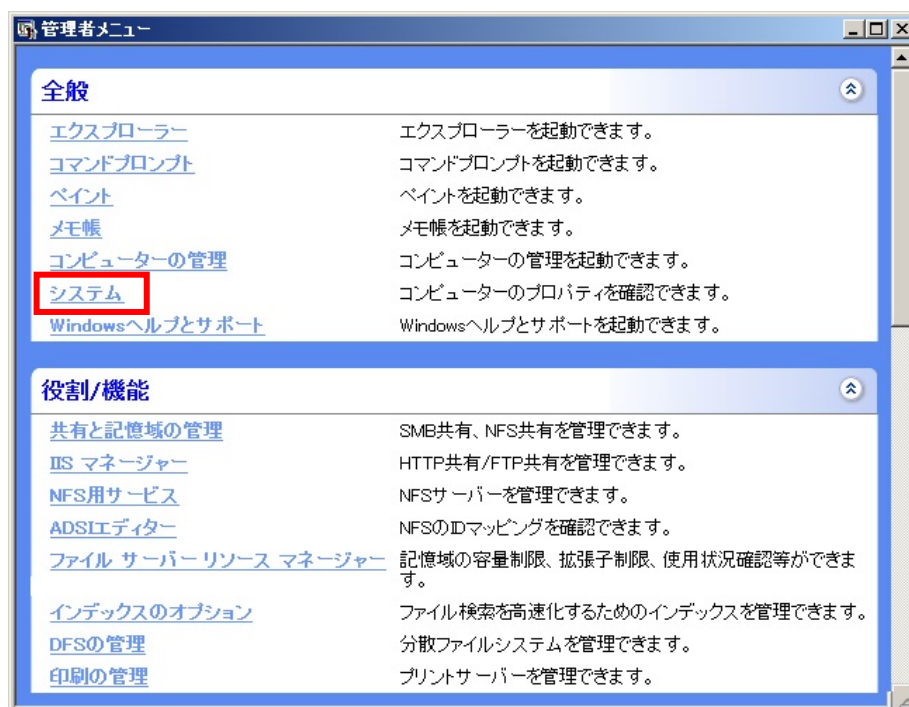 管理者メニュー
全般
エクスプローラー エクスプローラーを起動できます。
コマンドプロンプト コマンドプロンプトを起動できます。
ペイント ペイントを起動できます。
メモ帳 メモ帳を起動できます。
コンピューターの管理 コンピューターの管理を起動できます。
システム コンピューターのプロパティを確認できます。
Windowsヘルプとサポート Windowsヘルプとサポートを起動できます。
役割/機能
共有と記憶域の管理 SMB共有、NFS共有を管理できます。
IIS マネージャー HTTP共有/FTP共有を管理できます。
NFS用サービス NFSサーバーを管理できます。
ADSIエディター NFSのIDマッピングを確認できます。
ファイル サーバー リソース マネージャー 記憶域の容量制限、拡張子制限、使用状況確認等ができま
す。
インデックスのオプション ファイル検索を高速化するためのインデックスを管理できます。
DFSの管理 分散ファイルシステムを管理できます。
印刷の管理 プリントサーバーを管理できます。